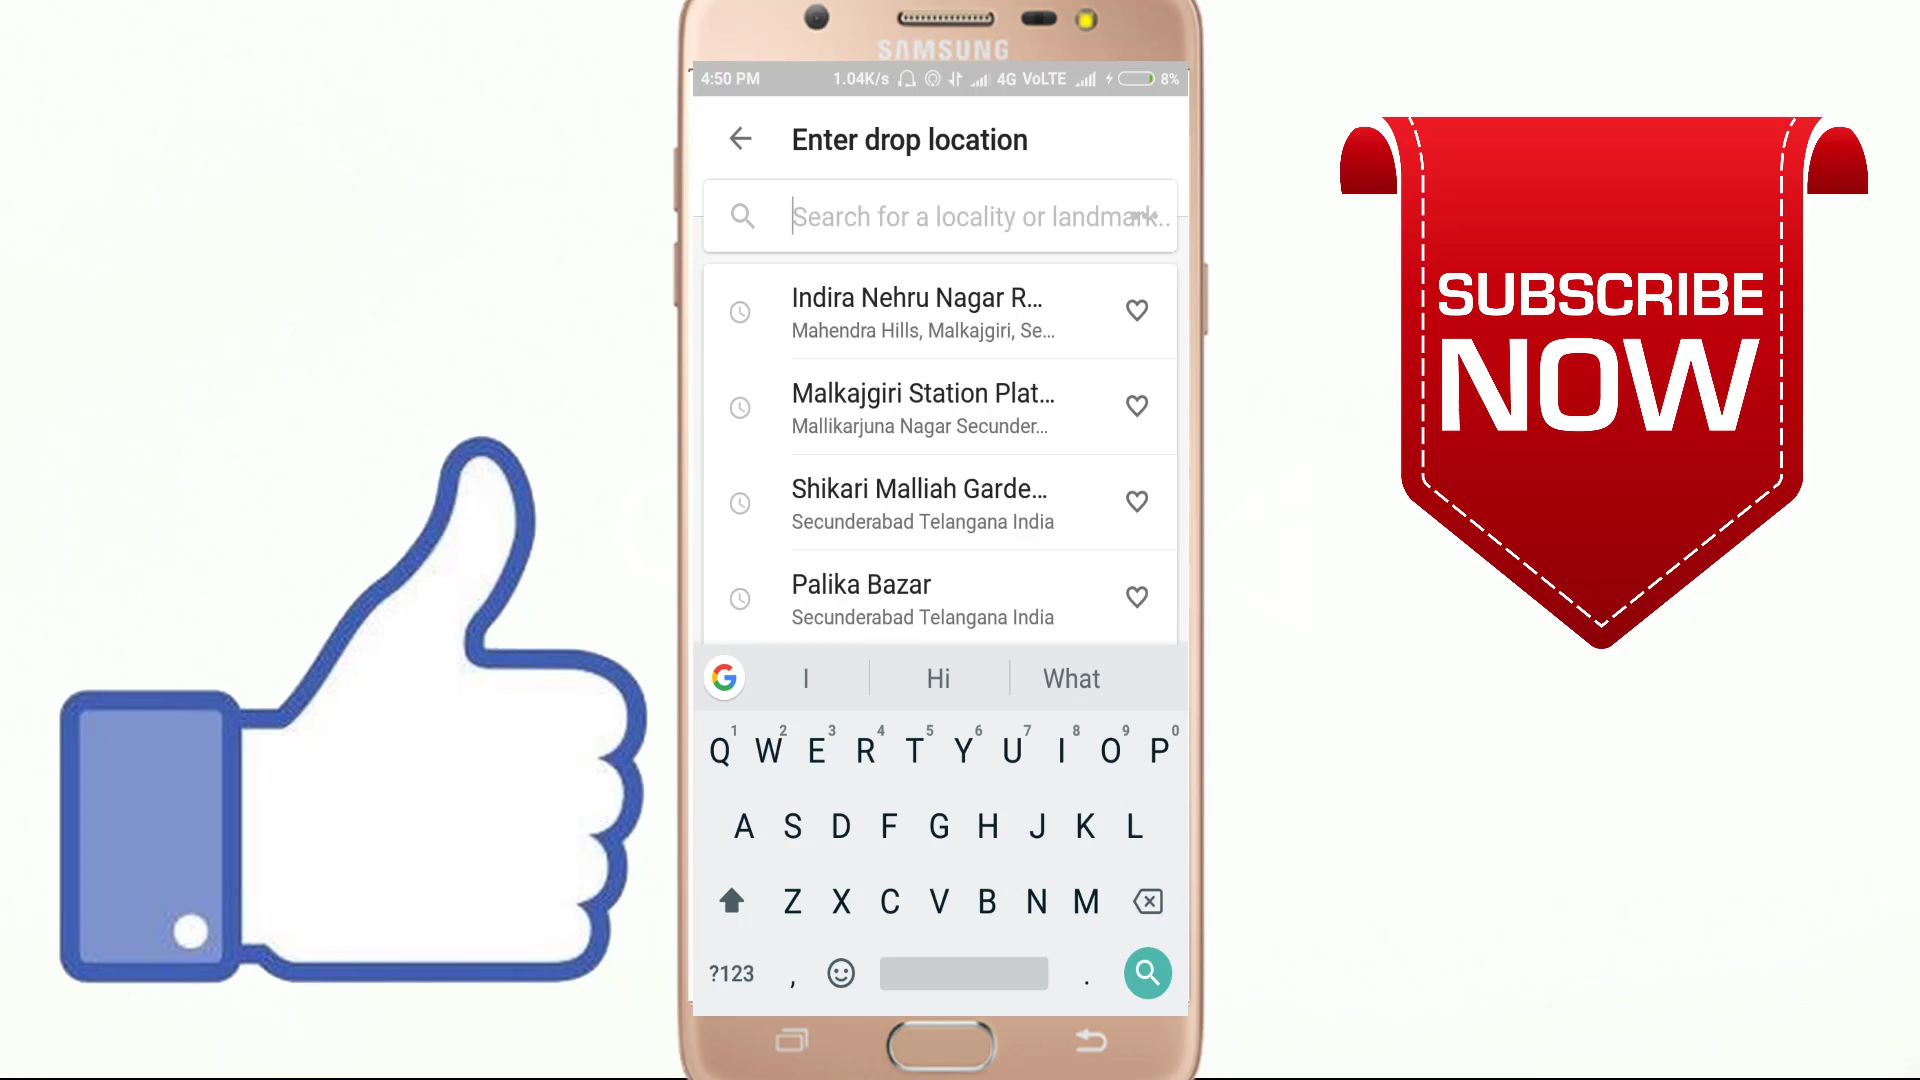 SAMSUNG
4:50 PM 1.04K/s 4G VoLTE 8%
Enter drop location
Search for a locality or landmark...
Indira Nehru Nagar R...
Mahendra Hills, Malkajgiri, Se...
Malkajgiri Station Plat...
Mallikarjuna Nagar Secunder...
Shikari Malliah Garde...
Secunderabad Telangana India
Palika Bazar
Secunderabad Telangana India
G I Hi What
1 2 3 4 5 6 7 8 9 0
Q W E R T Y U I O P
A S D F G H J K L
Z X C V B N M
?123 , .
SUBSCRIBE
NOW